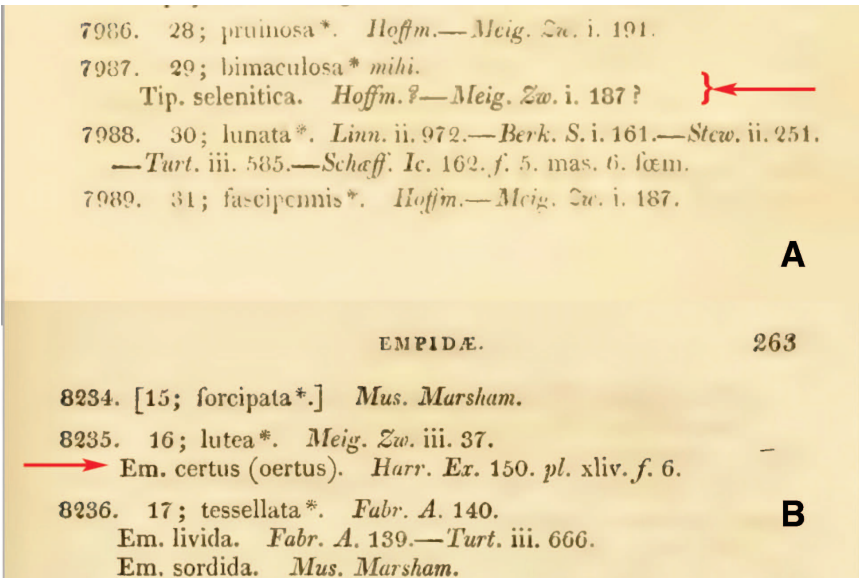 7986. 28; pruinosa*. Hoffm.—Meig. Zw. i. 191.
7987. 29; bimaculosa* mihi.
Tip. selenitica. Hoffm.?—Meig. Zw. i. 187?
7988. 30; lunata*. Linn. ii. 972.—Berk. S. i. 161.—Stew. ii. 251.
—Turt. iii. 585.—Schæff. Ic. 162. f. 5. mas. 6. fœm.
7989. 31; fascipennis*. Hoffm.—Meig. Zw. i. 187.
A
EMPIDÆ. 263
8234. [15; forcipata*.] Mus. Marsham.
8235. 16; lutea*. Meig. Zw. iii. 37.
Em. certus (oertus). Harr. Ex. 150. pl. xliv. f. 6.
8236. 17; tessellata*. Fabr. A. 140.
B
Em. livida. Fabr. A. 139.—Turt. iii. 666.
Em. sordida. Mus. Marsham.